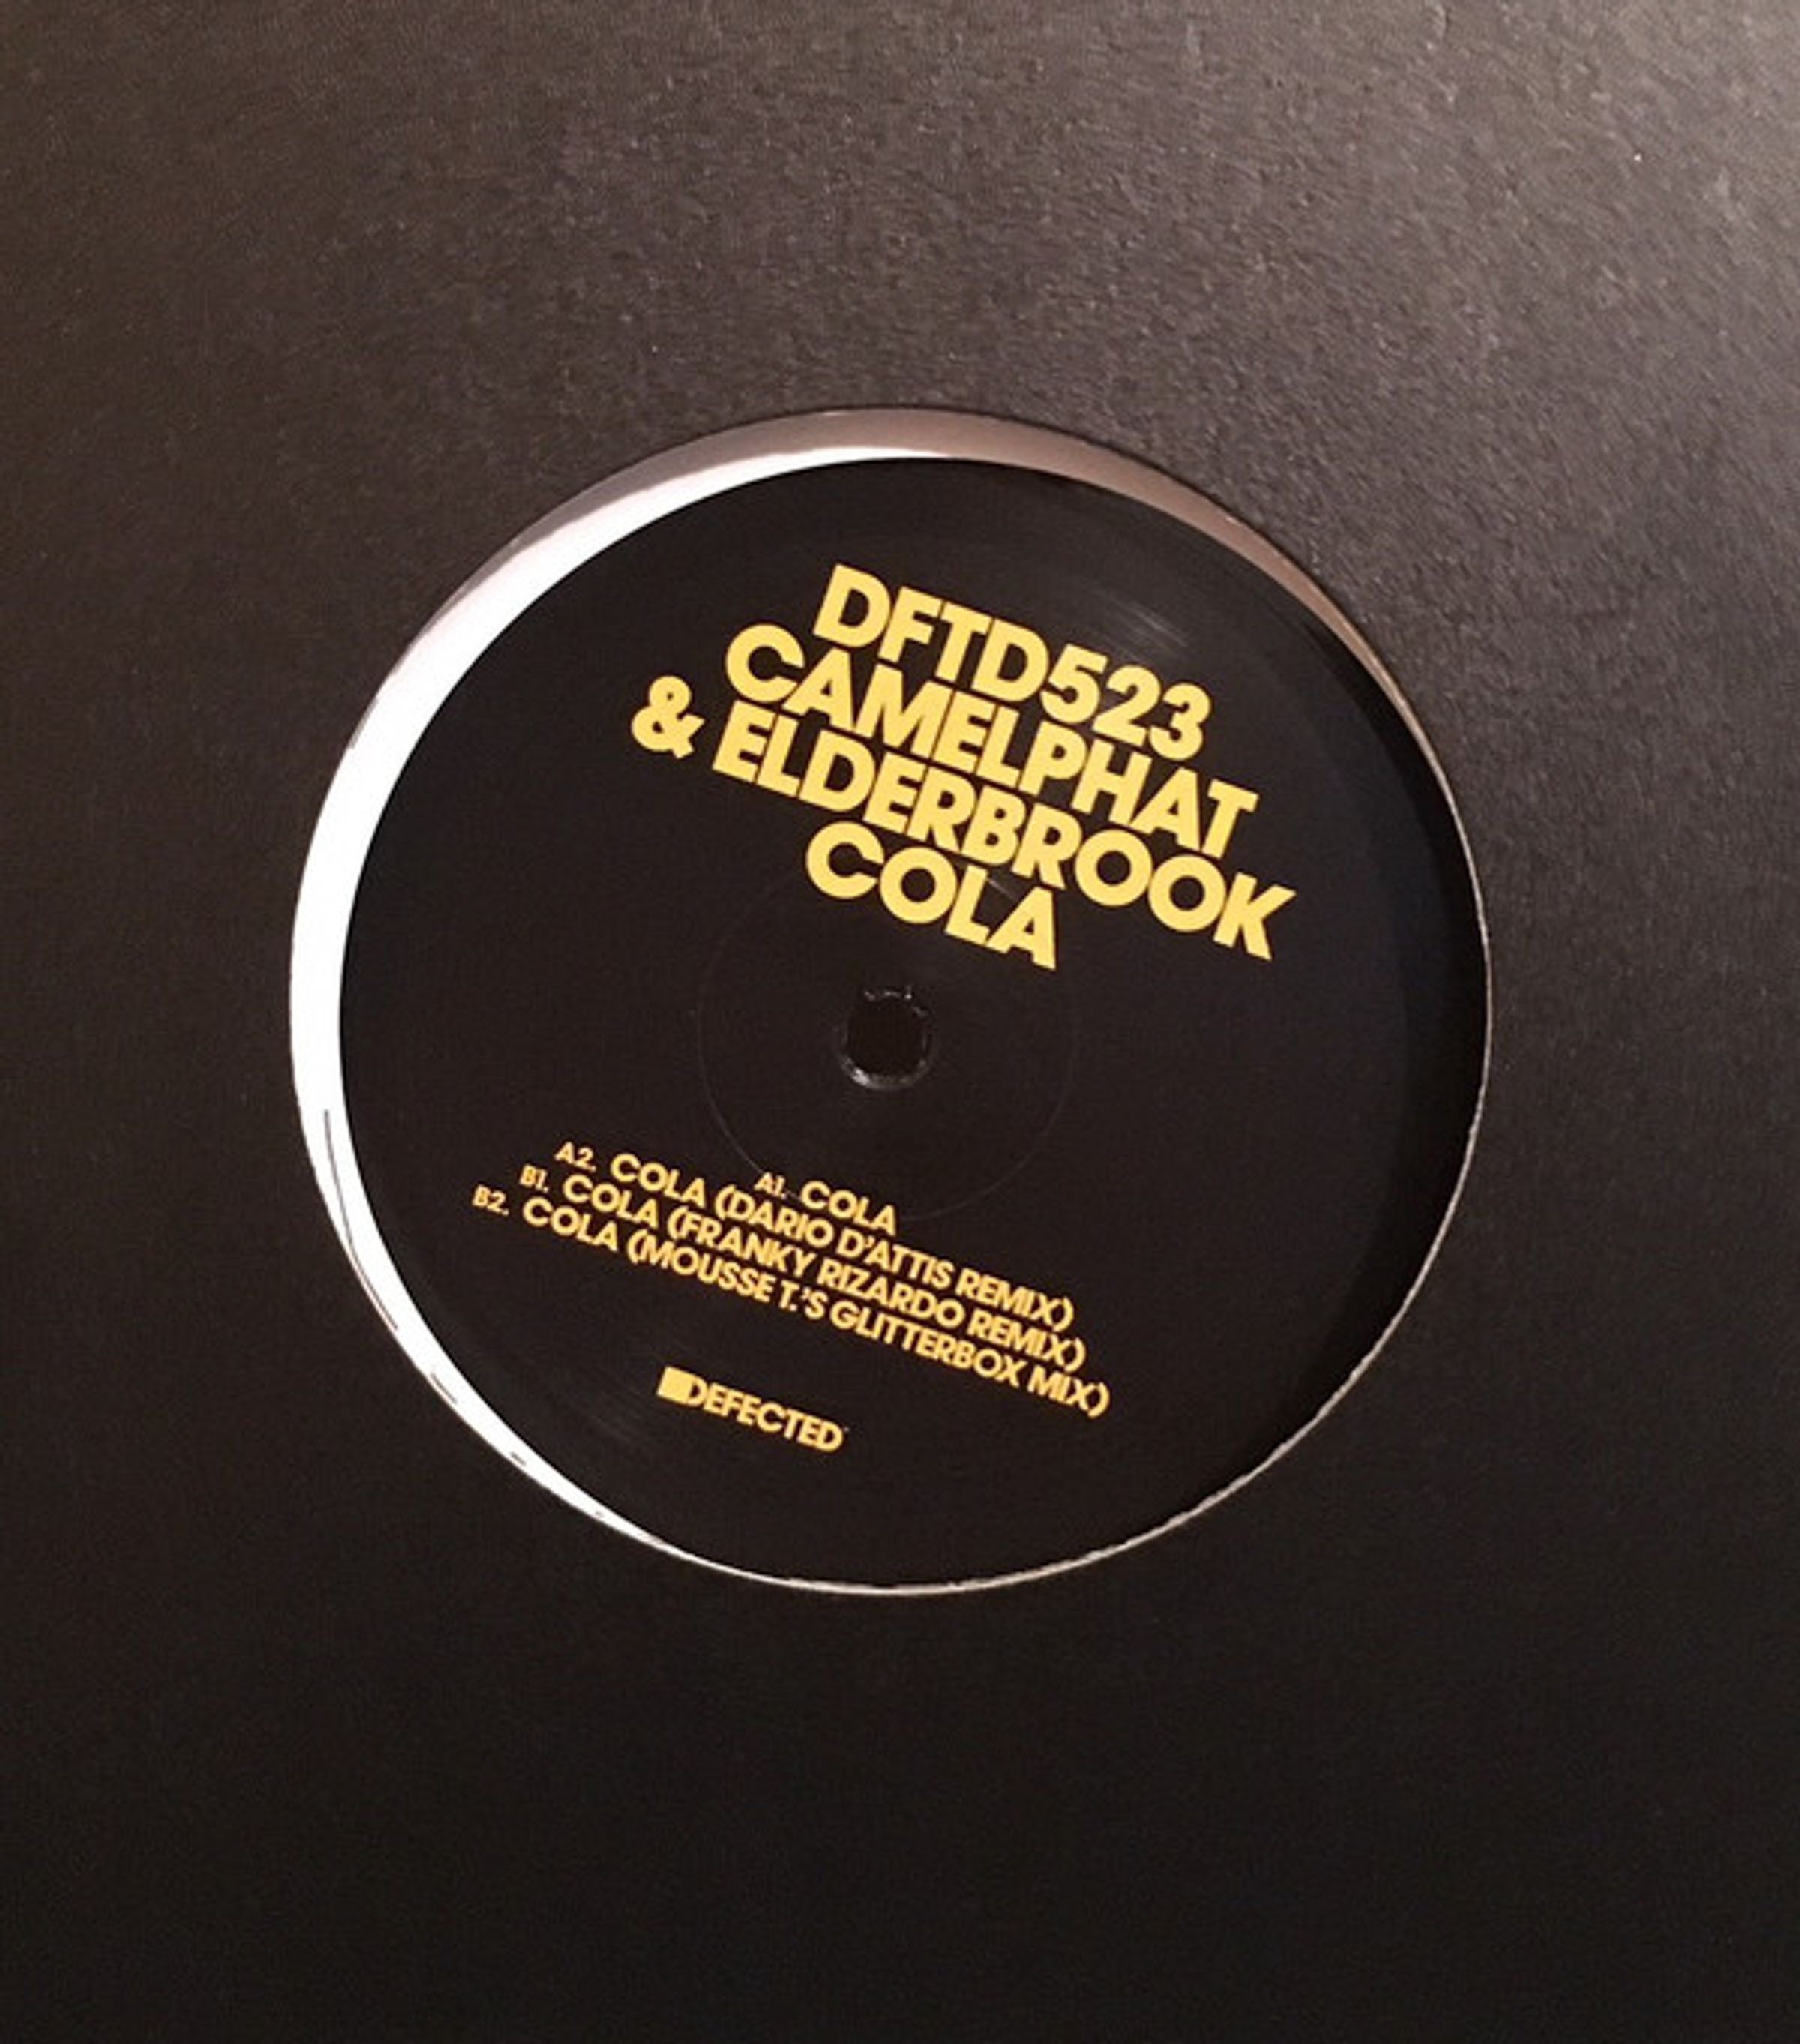 DFTD523
CAMELPHAT
& ELDERBROOK
COLA
A1. COLA
A2. COLA (DARIO D'ATTIS REMIX)
B1. COLA (FRANKY RIZARDO REMIX)
B2. COLA (MOUSSE T.'S GLITTERBOX MIX)
DEFECTED